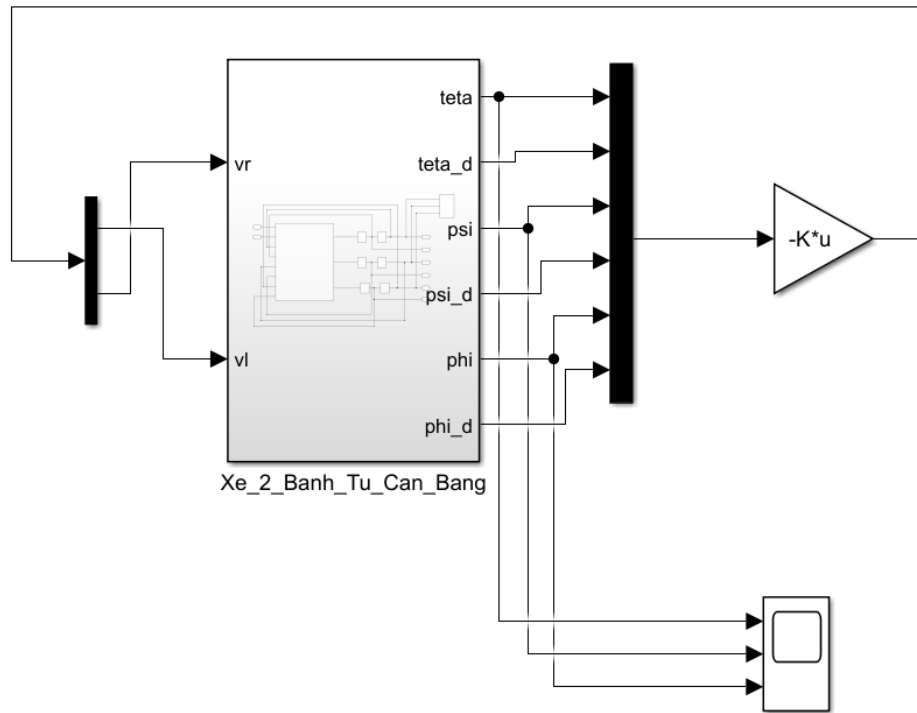 teta
vr
teta_d
psi
psi_d
vl
phi
phi_d
-K*u
Xe_2_Banh_Tu_Can_Bang